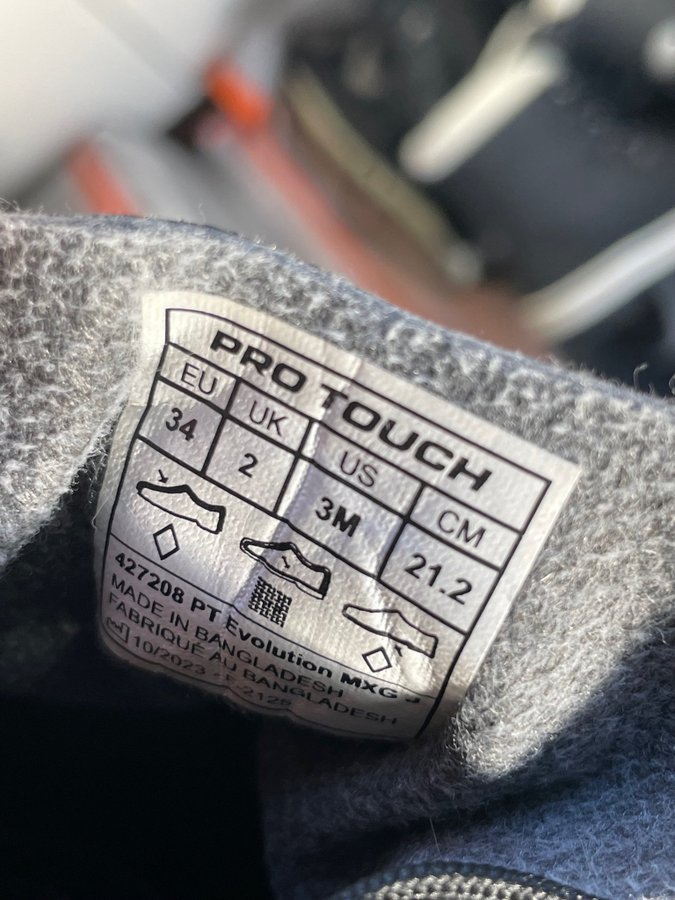 PRO TOUCH
EU UK US CM
34 2 3M 21.2
427208 PT Evolution MXG J
MADE IN BANGLADESH
FABRIQUÉ AU BANGLADESH
10/2023 F-2125